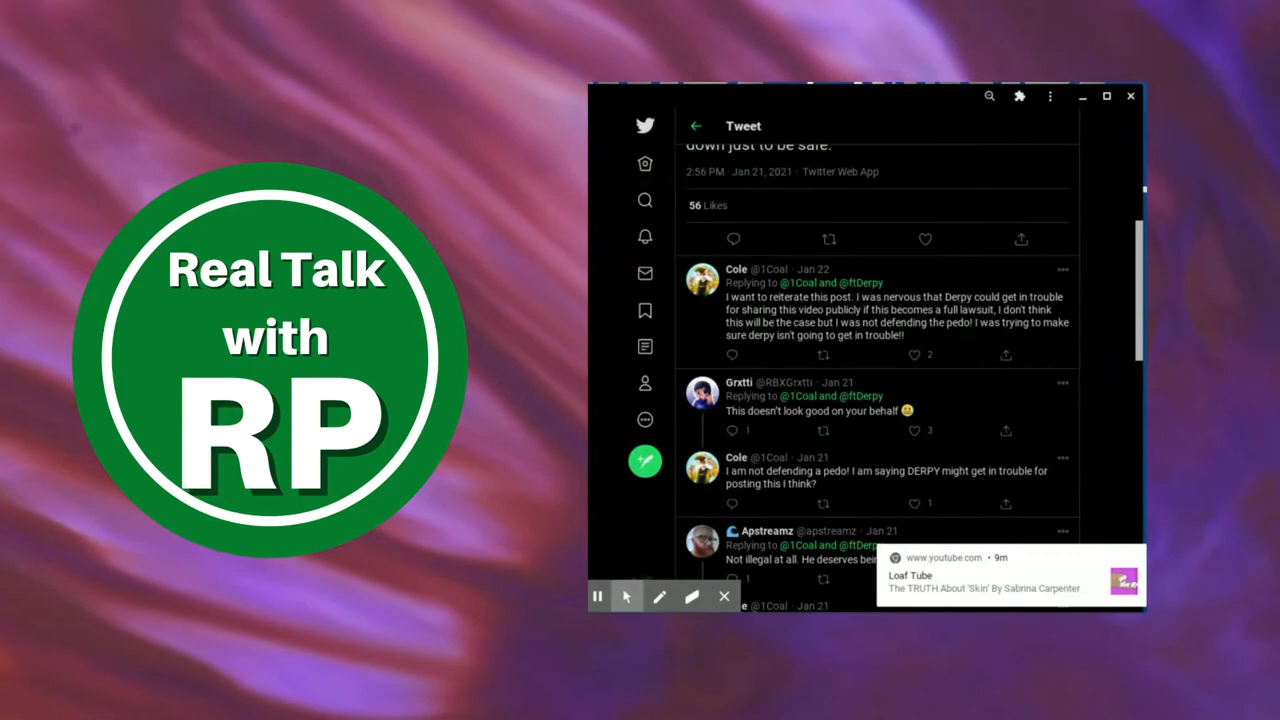 Real Talk
with
RP
Tweet
down just to be safe.
2:56 PM · Jan 21, 2021 · Twitter Web App
56 Likes
Cole @1Coal · Jan 22
Replying to @1Coal and @ftDerpy
I want to reiterate this post. I was nervous that Derpy could get in trouble
for sharing this video publicly if this becomes a full lawsuit, I don't think
this will be the case but I was not defending the pedo! I was trying to make
sure derpy isn't going to get in trouble!!
2
Grxtti @RBXGrxtti · Jan 21
Replying to @1Coal and @ftDerpy
This doesn't look good on your behalf 😬
1 3
Cole @1Coal · Jan 21
I am not defending a pedo! I am saying DERPY might get in trouble for
posting this I think?
1
🌊 Apstreamz @apstreamz · Jan 21
Replying to @1Coal and @ftDerp
Not illegal at all. He deserves bei
1
e @1Coal · Jan 21
www.youtube.com • 9m
Loaf Tube
The TRUTH About 'Skin' By Sabrina Carpenter